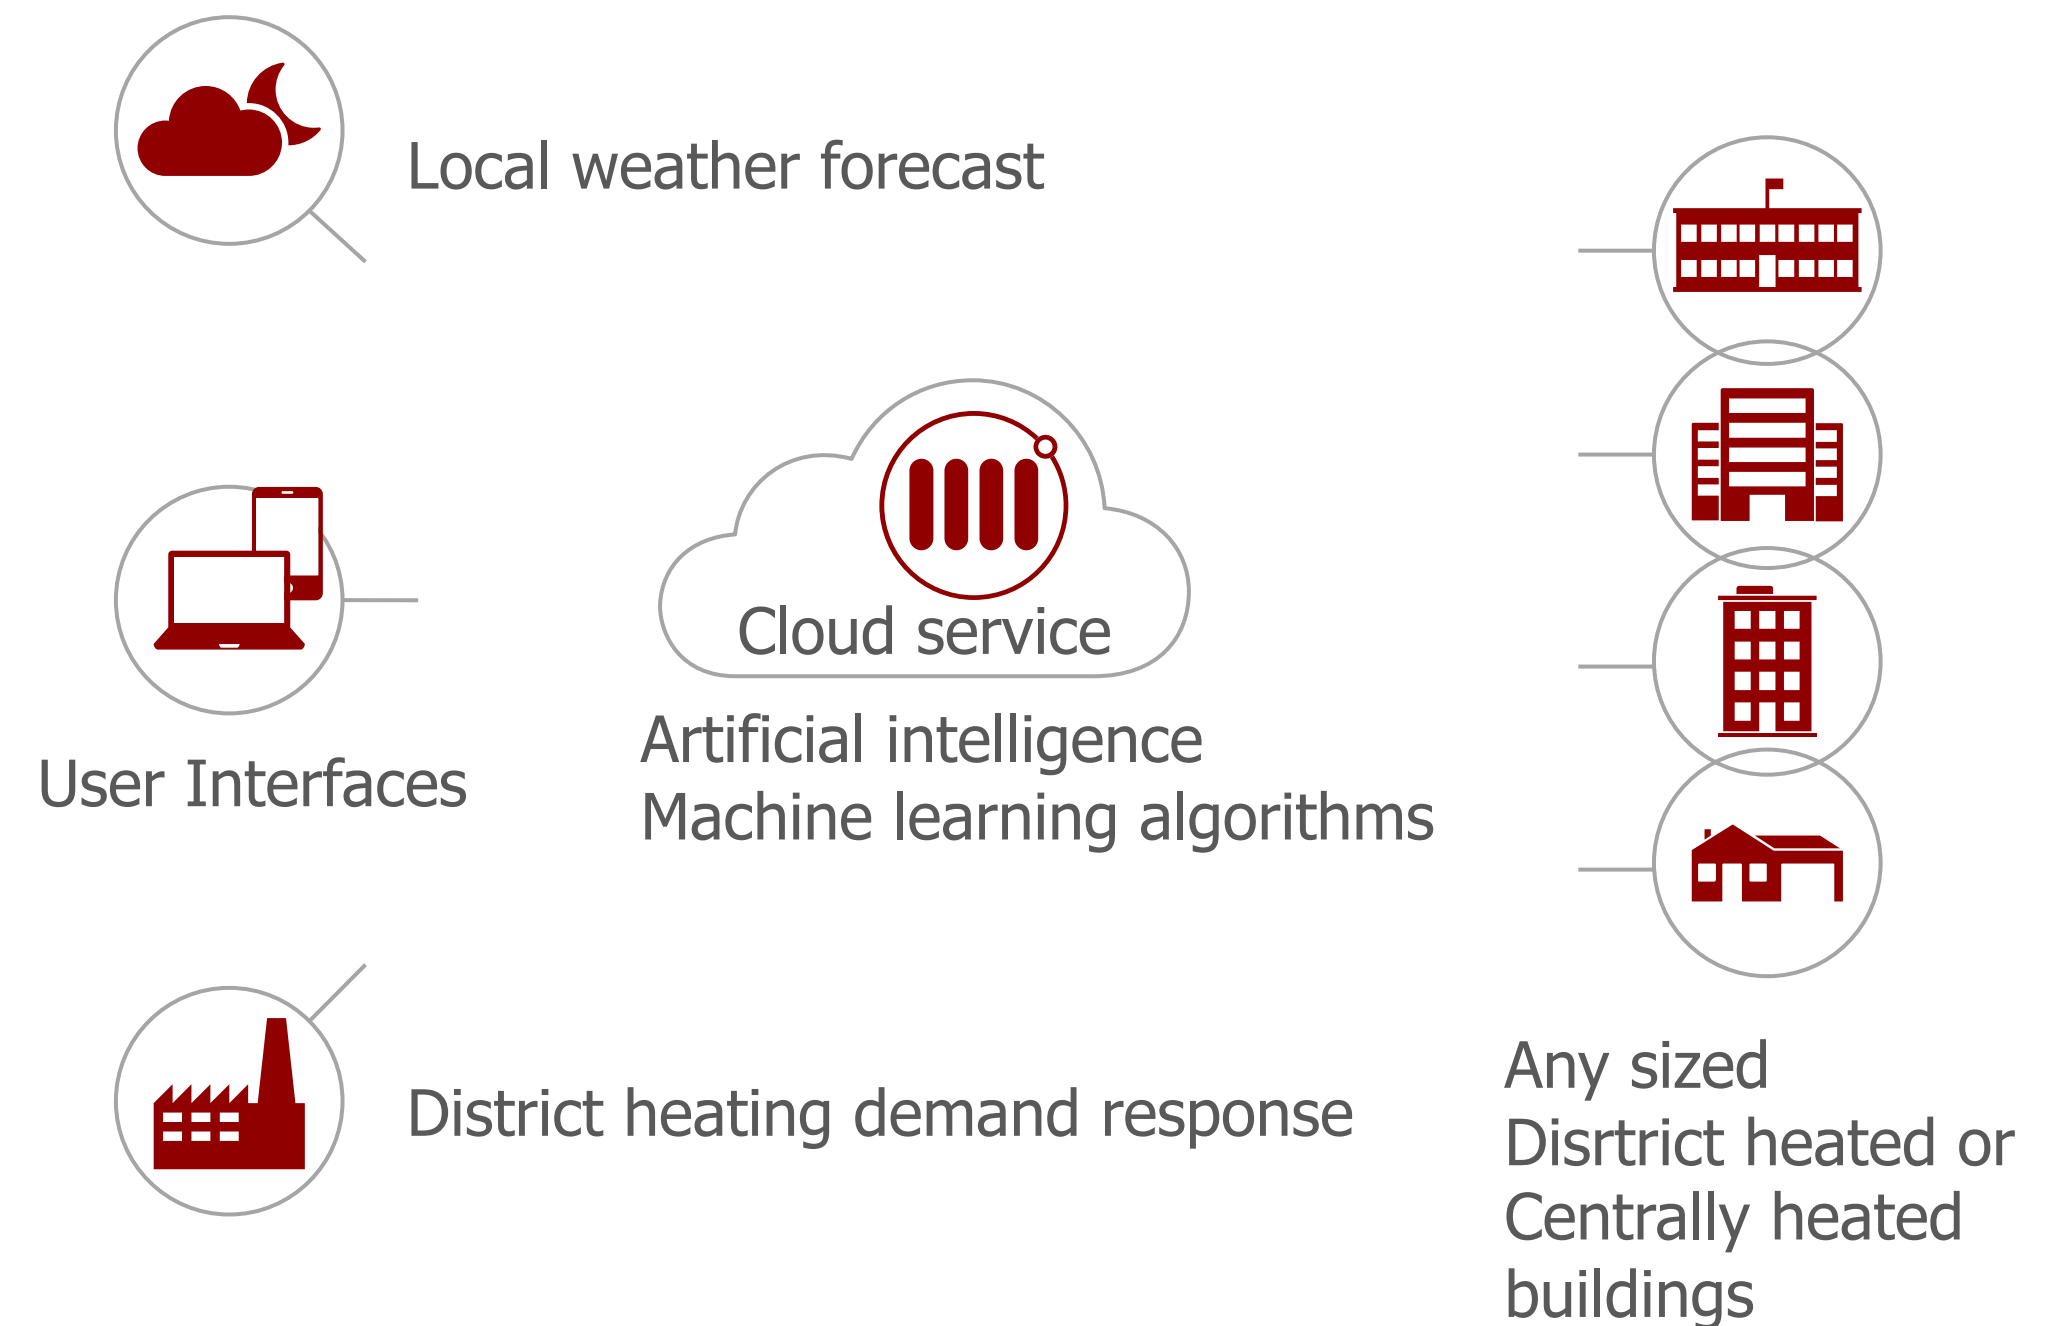 Local weather forecast
Cloud service
Artificial intelligence
Machine learning algorithms
User Interfaces
District heating demand response
Any sized
Disrtrict heated or
Centrally heated
buildings